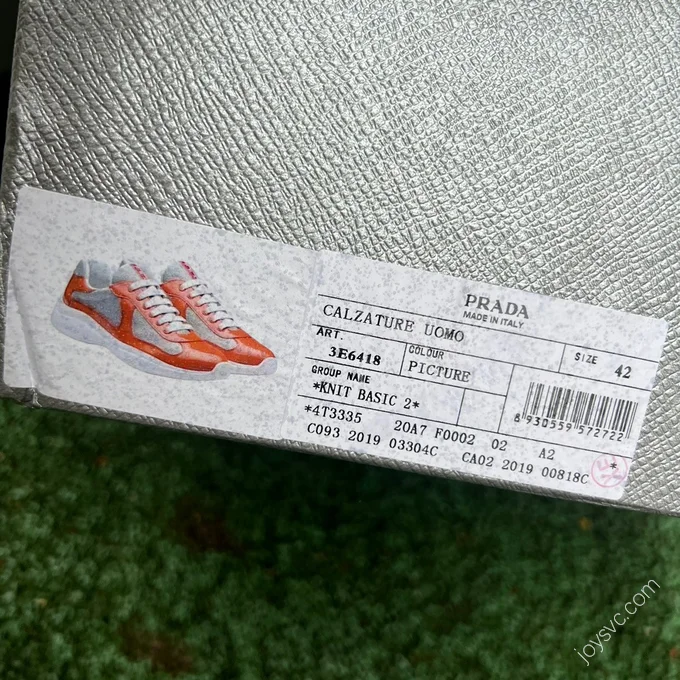 PRADA
MADE IN ITALY
CALZATURE UOMO
SIZE 42
ART. 3E6418
COLOUR PICTURE
GROUP NAME
*KNIT BASIC 2*
8 930559 572722
*4T3335 20A7 F0002 02 A2
C093 2019 03304C CA02 2019 00818C *
joysvc.com